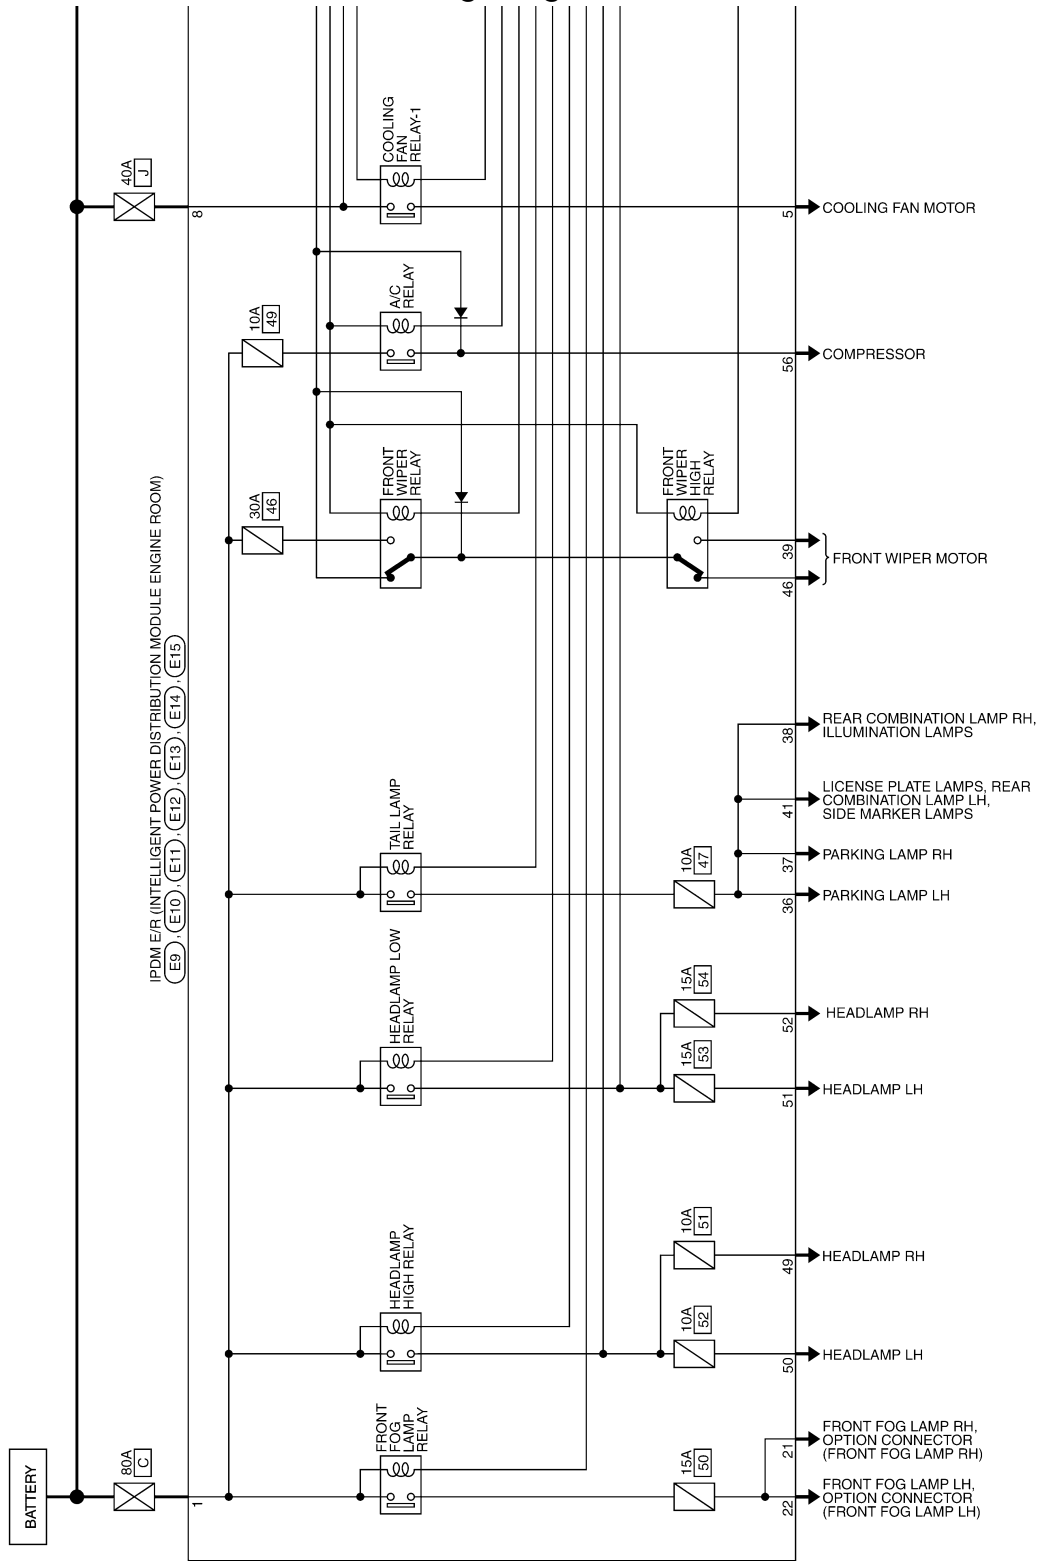 40A
J
8
COOLING
FAN
RELAY-1
5
COOLING FAN MOTOR
10A
49
A/C
RELAY
56
COMPRESSOR
30A
46
FRONT
WIPER
RELAY
FRONT
WIPER
HIGH
RELAY
39
46
FRONT WIPER MOTOR
IPDM E/R (INTELLIGENT POWER DISTRIBUTION MODULE ENGINE ROOM)
E9 , E10 , E11 , E12 , E13 , E14 , E15
38
REAR COMBINATION LAMP RH,
ILLUMINATION LAMPS
41
LICENSE PLATE LAMPS, REAR
COMBINATION LAMP LH,
SIDE MARKER LAMPS
TAIL LAMP
RELAY
10A
47
37
PARKING LAMP RH
36
PARKING LAMP LH
HEADLAMP LOW
RELAY
15A
54
52
HEADLAMP RH
15A
53
51
HEADLAMP LH
HEADLAMP
HIGH RELAY
10A
51
49
HEADLAMP RH
10A
52
50
HEADLAMP LH
BATTERY
80A
C
1
FRONT
FOG
LAMP
RELAY
15A
50
21
FRONT FOG LAMP RH,
OPTION CONNECTOR
(FRONT FOG LAMP RH)
22
FRONT FOG LAMP LH,
OPTION CONNECTOR
(FRONT FOG LAMP LH)